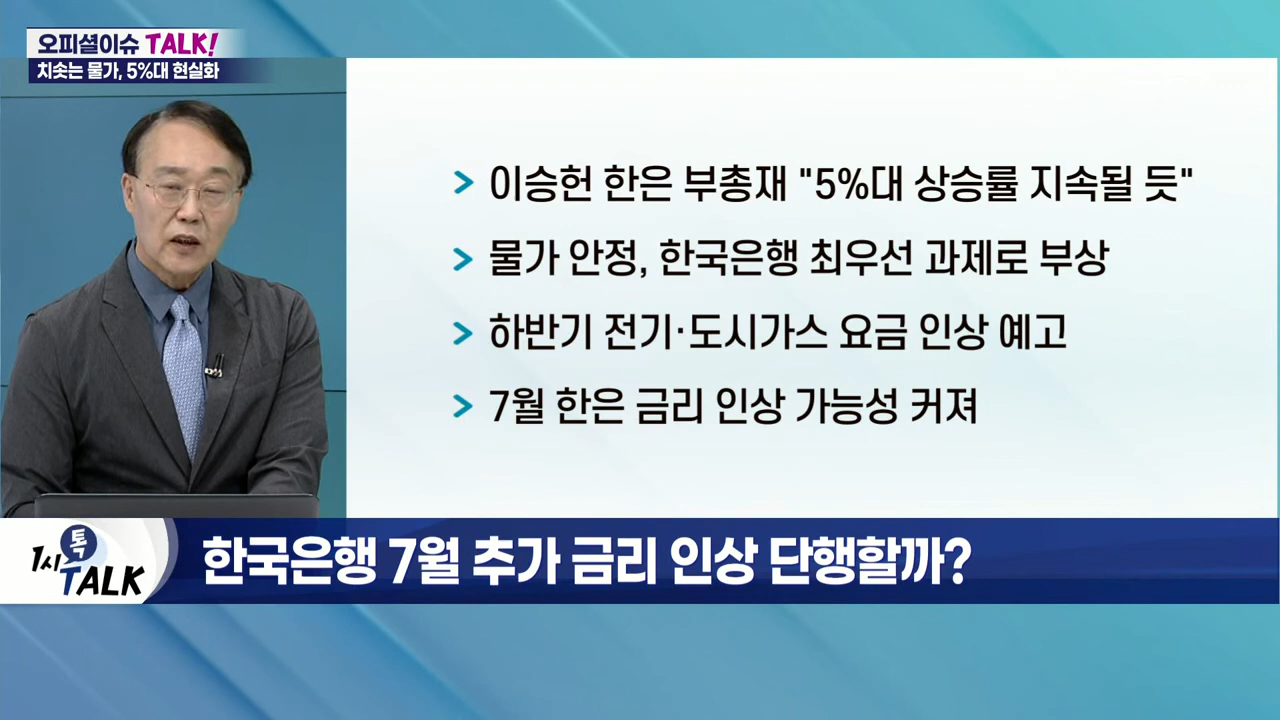 오피셜이슈 TALK!
치솟는 물가, 5%대 현실화
> 이승헌 한은 부총재 "5%대 상승률 지속될 듯"
> 물가 안정, 한국은행 최우선 과제로 부상
> 하반기 전기·도시가스 요금 인상 예고
> 7월 한은 금리 인상 가능성 커져
1시 톡 TALK
한국은행 7월 추가 금리 인상 단행할까?